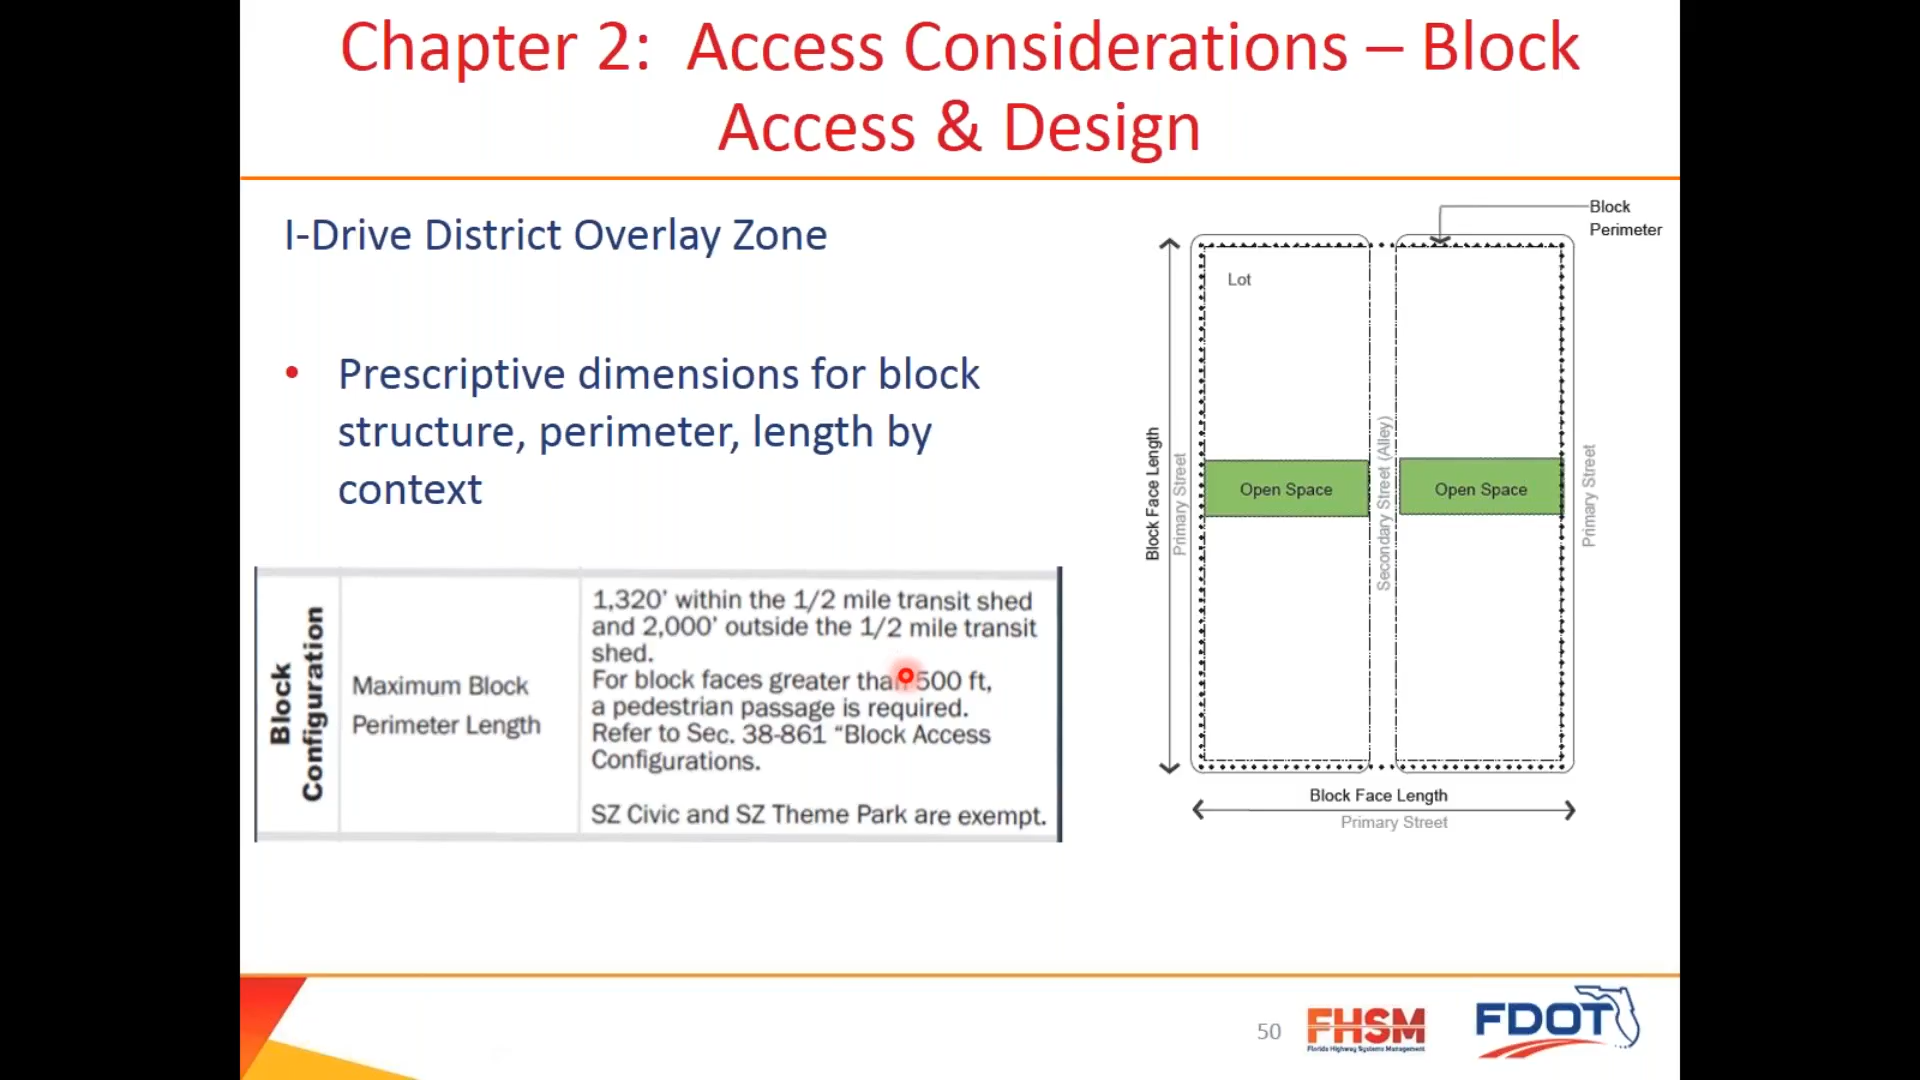 Chapter 2:  Access Considerations – Block
Access & Design
I-Drive District Overlay Zone
• Prescriptive dimensions for block
structure, perimeter, length by
context
Block
Configuration
Maximum Block
Perimeter Length
1,320' within the 1/2 mile transit shed
and 2,000' outside the 1/2 mile transit
shed.
For block faces greater than 500 ft,
a pedestrian passage is required.
Refer to Sec. 38-861 “Block Access
Configurations.
SZ Civic and SZ Theme Park are exempt.
Block
Perimeter
Lot
Block Face Length
Primary Street
Open Space
Secondary Street (Alley)
Open Space
Primary Street
Block Face Length
Primary Street
50
FHSM
Florida Highway Systems Management
FDOT